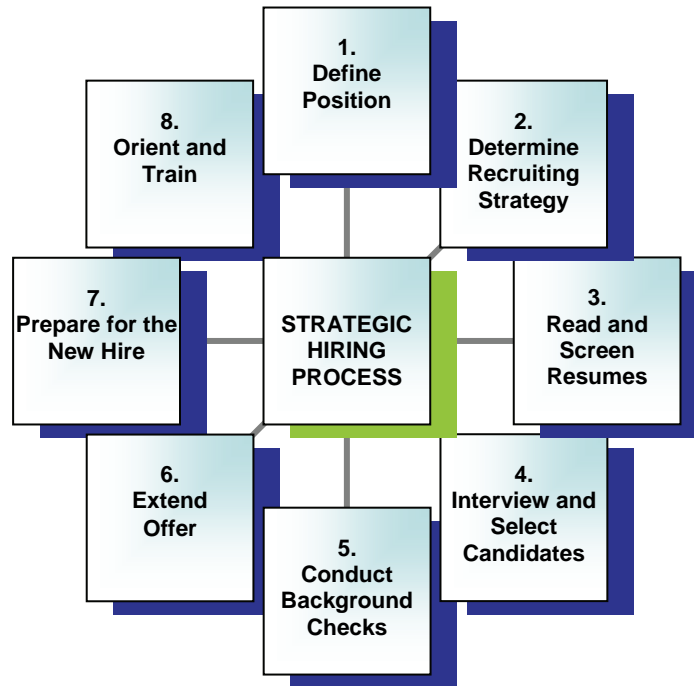 1.
Define
Position
2.
Determine
Recruiting
Strategy
3.
Read and
Screen
Resumes
4.
Interview and
Select
Candidates
5.
Conduct
Background
Checks
6.
Extend
Offer
7.
Prepare for the
New Hire
8.
Orient and
Train
STRATEGIC
HIRING
PROCESS